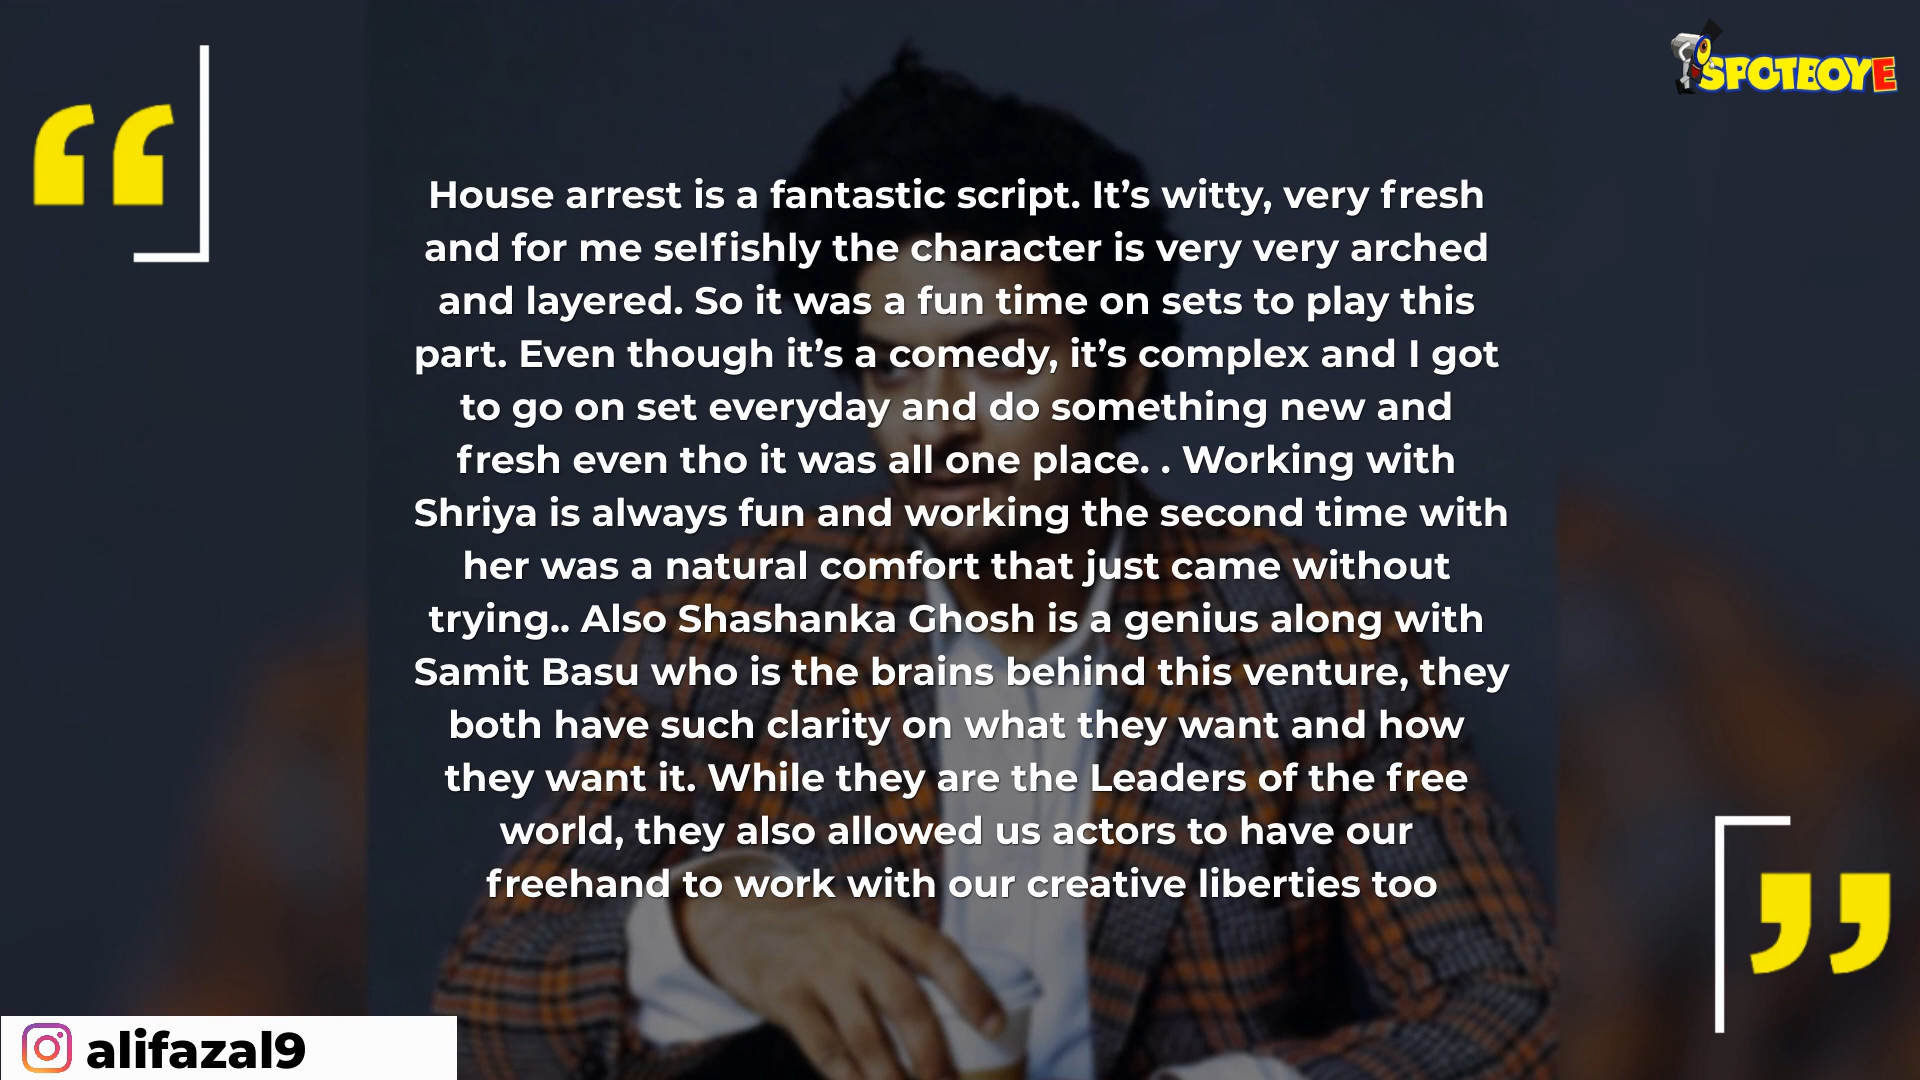 SPOTBOYE
“
House arrest is a fantastic script. It’s witty, very fresh
and for me selfishly the character is very very arched
and layered. So it was a fun time on sets to play this
part. Even though it’s a comedy, it’s complex and I got
to go on set everyday and do something new and
fresh even tho it was all one place. . Working with
Shriya is always fun and working the second time with
her was a natural comfort that just came without
trying.. Also Shashanka Ghosh is a genius along with
Samit Basu who is the brains behind this venture, they
both have such clarity on what they want and how
they want it. While they are the Leaders of the free
world, they also allowed us actors to have our
freehand to work with our creative liberties too
”
alifazal9